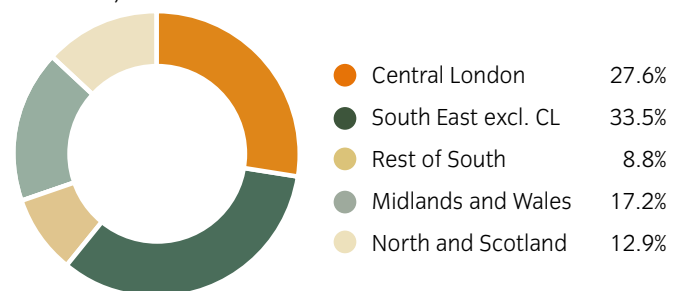 Central London 27.6%
South East excl. CL 33.5%
Rest of South 8.8%
Midlands and Wales 17.2%
North and Scotland 12.9%